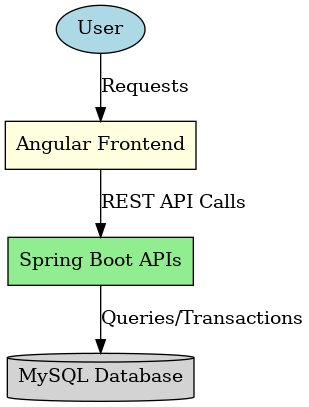 User
Requests
Angular Frontend
REST API Calls
Spring Boot APIs
Queries/Transactions
MySQL Database